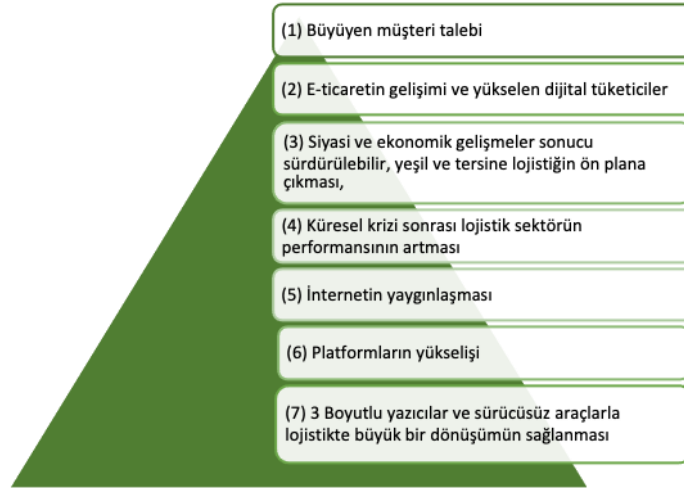 (1) Büyüyen müşteri talebi
(2) E-ticaretin gelişimi ve yükselen dijital tüketiciler
(3) Siyasi ve ekonomik gelişmeler sonucu
sürdürülebilir, yeşil ve tersine lojistiğin ön plana
çıkması,
(4) Küresel krizi sonrası lojistik sektörün
performansının artması
(5) İnternetin yaygınlaşması
(6) Platformların yükselişi
(7) 3 Boyutlu yazıcılar ve sürücüsüz araçlarla
lojistikte büyük bir dönüşümün sağlanması